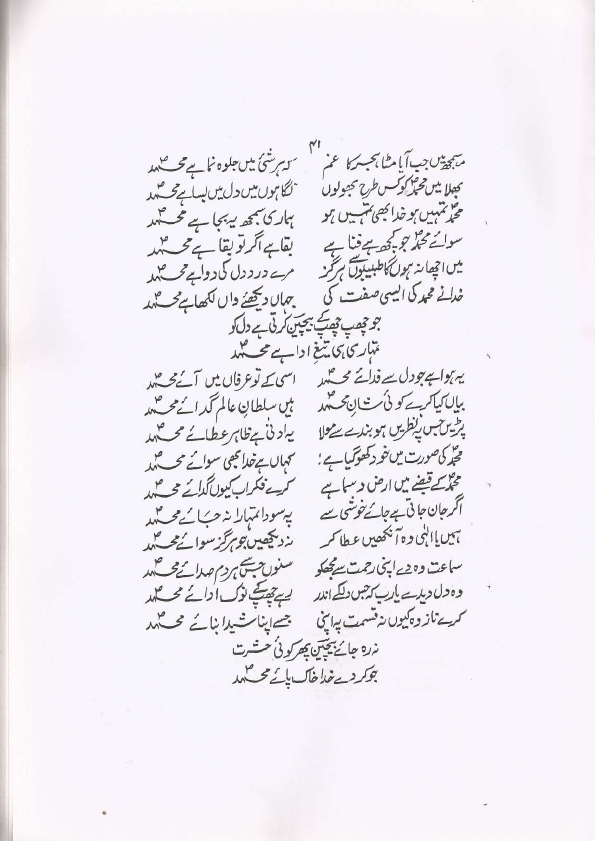 ۴۱
سمجھ میں جب آیا مٹا ہجر کا غم کہ ہر شئی میں جلوہ نما ہے محمدؐ
بھلا میں محمدؐ کو کس طرح بھولوں نگاہوں میں دل میں بسا ہے محمدؐ
محمدؐ تمہیں ہو خدا بھی تمہیں ہو ہماری سمجھ یہ بجا ہے محمدؐ
سوائے محمدؐ جو کچھ ہے فنا ہے بقا ہے اگر تو بقا ہے محمدؐ
میں اچھا نہ ہوں گا طبیبوں سے ہرگز مرے درد دل کی دوا ہے محمدؐ
خدا نے محمدؐ کی ایسی صفت کی جہاں دیکھئے واں لکھا ہے محمدؐ
جو چھپ چھپ کے بیچین کرتی ہے دل کو
تمہاری ہی تیغِ ادا ہے محمدؐ
یہ ہوا ہے جو دل سے فدائے محمدؐ اسی کے تو عرفاں میں آئے محمدؐ
بیاں کیا کرے کوئی شانِ محمدؐ ہیں سلطانِ عالم گدائے محمدؐ
پڑیں جس پہ نظریں ہو بندے سے مولا یہ ادنیٰ ہے ظاہر عطائے محمدؐ
محمدؐ کی صورت میں خود کھو گیا ہے؛ کہاں ہے خدا بھی سوائے محمدؐ
محمدؐ کے قبضے میں ارض و سما ہے کرے فکر اب کیوں گدائے محمدؐ
اگر جان جاتی ہے جائے خوشی سے پہ سودا تمہارا نہ جائے محمدؐ
ہمیں یا الٰہی وہ آنکھیں عطا کر نہ دیکھیں جو ہرگز سوائے محمدؐ
سماعت وہ دے اپنی رحمت سے مجھکو سنوں جس سے ہر دم صدائے محمدؐ
وہ دل دیدے یارب کہ جس دل کے اندر رہے چھپ کے نوک ادائے محمدؐ
کرے ناز وہ کیوں نہ قسمت پہ اپنی جسے اپنا شیدا بنائے محمدؐ
نہ رہ جائے بیچین پھر کوئی حسرت
جو کر دے خدا خاک پائے محمدؐ